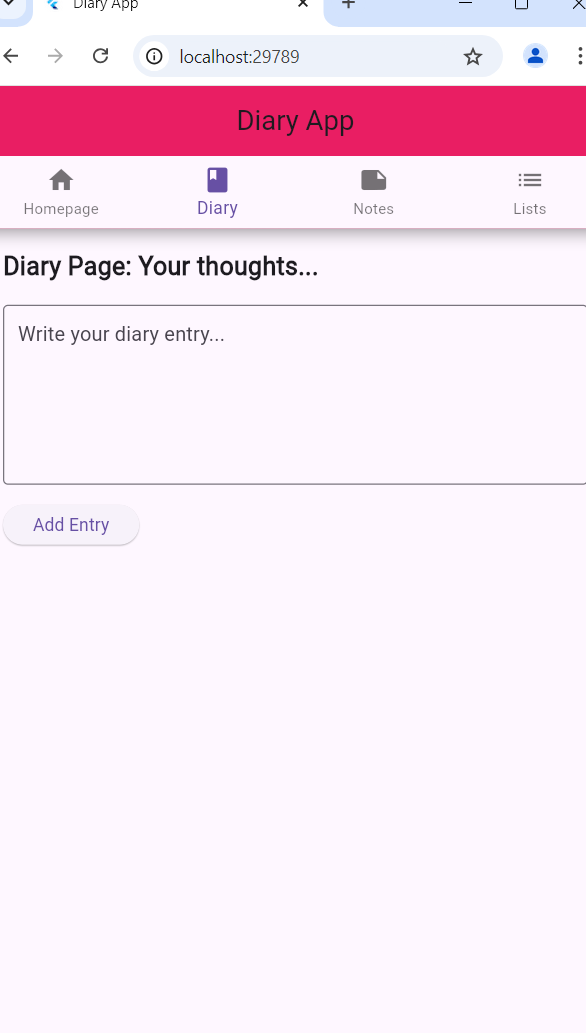 Diary App
localhost:29789
Diary App
Homepage
Diary
Notes
Lists
Diary Page: Your thoughts...
Write your diary entry...
Add Entry